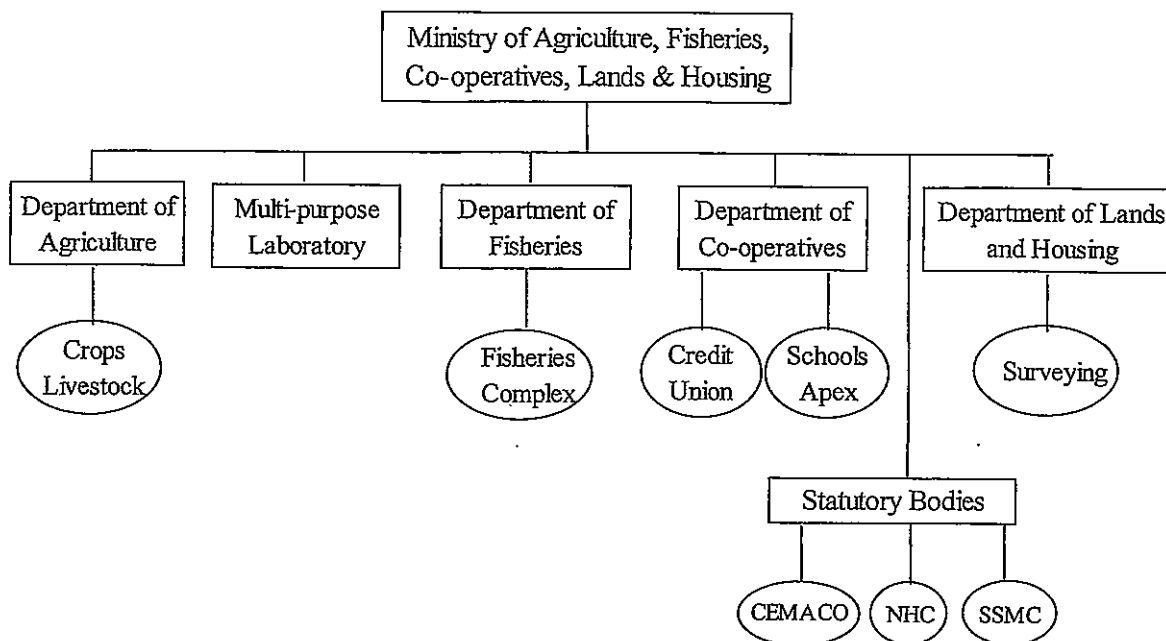 Ministry of Agriculture, Fisheries,
Co-operatives, Lands & Housing
Department of
Agriculture
Multi-purpose
Laboratory
Department of
Fisheries
Department of
Co-operatives
Department of Lands
and Housing
Crops
Livestock
Fisheries
Complex
Credit
Union
Schools
Apex
Surveying
Statutory Bodies
CEMACO
NHC
SSMC